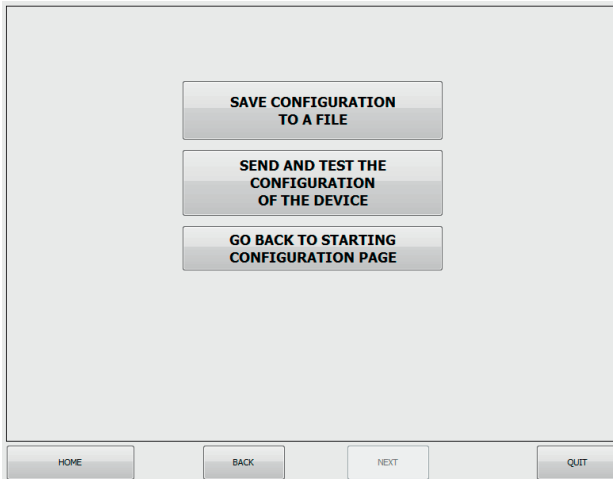 SAVE CONFIGURATION
TO A FILE
SEND AND TEST THE
CONFIGURATION
OF THE DEVICE
GO BACK TO STARTING
CONFIGURATION PAGE
HOME
BACK
NEXT
QUIT